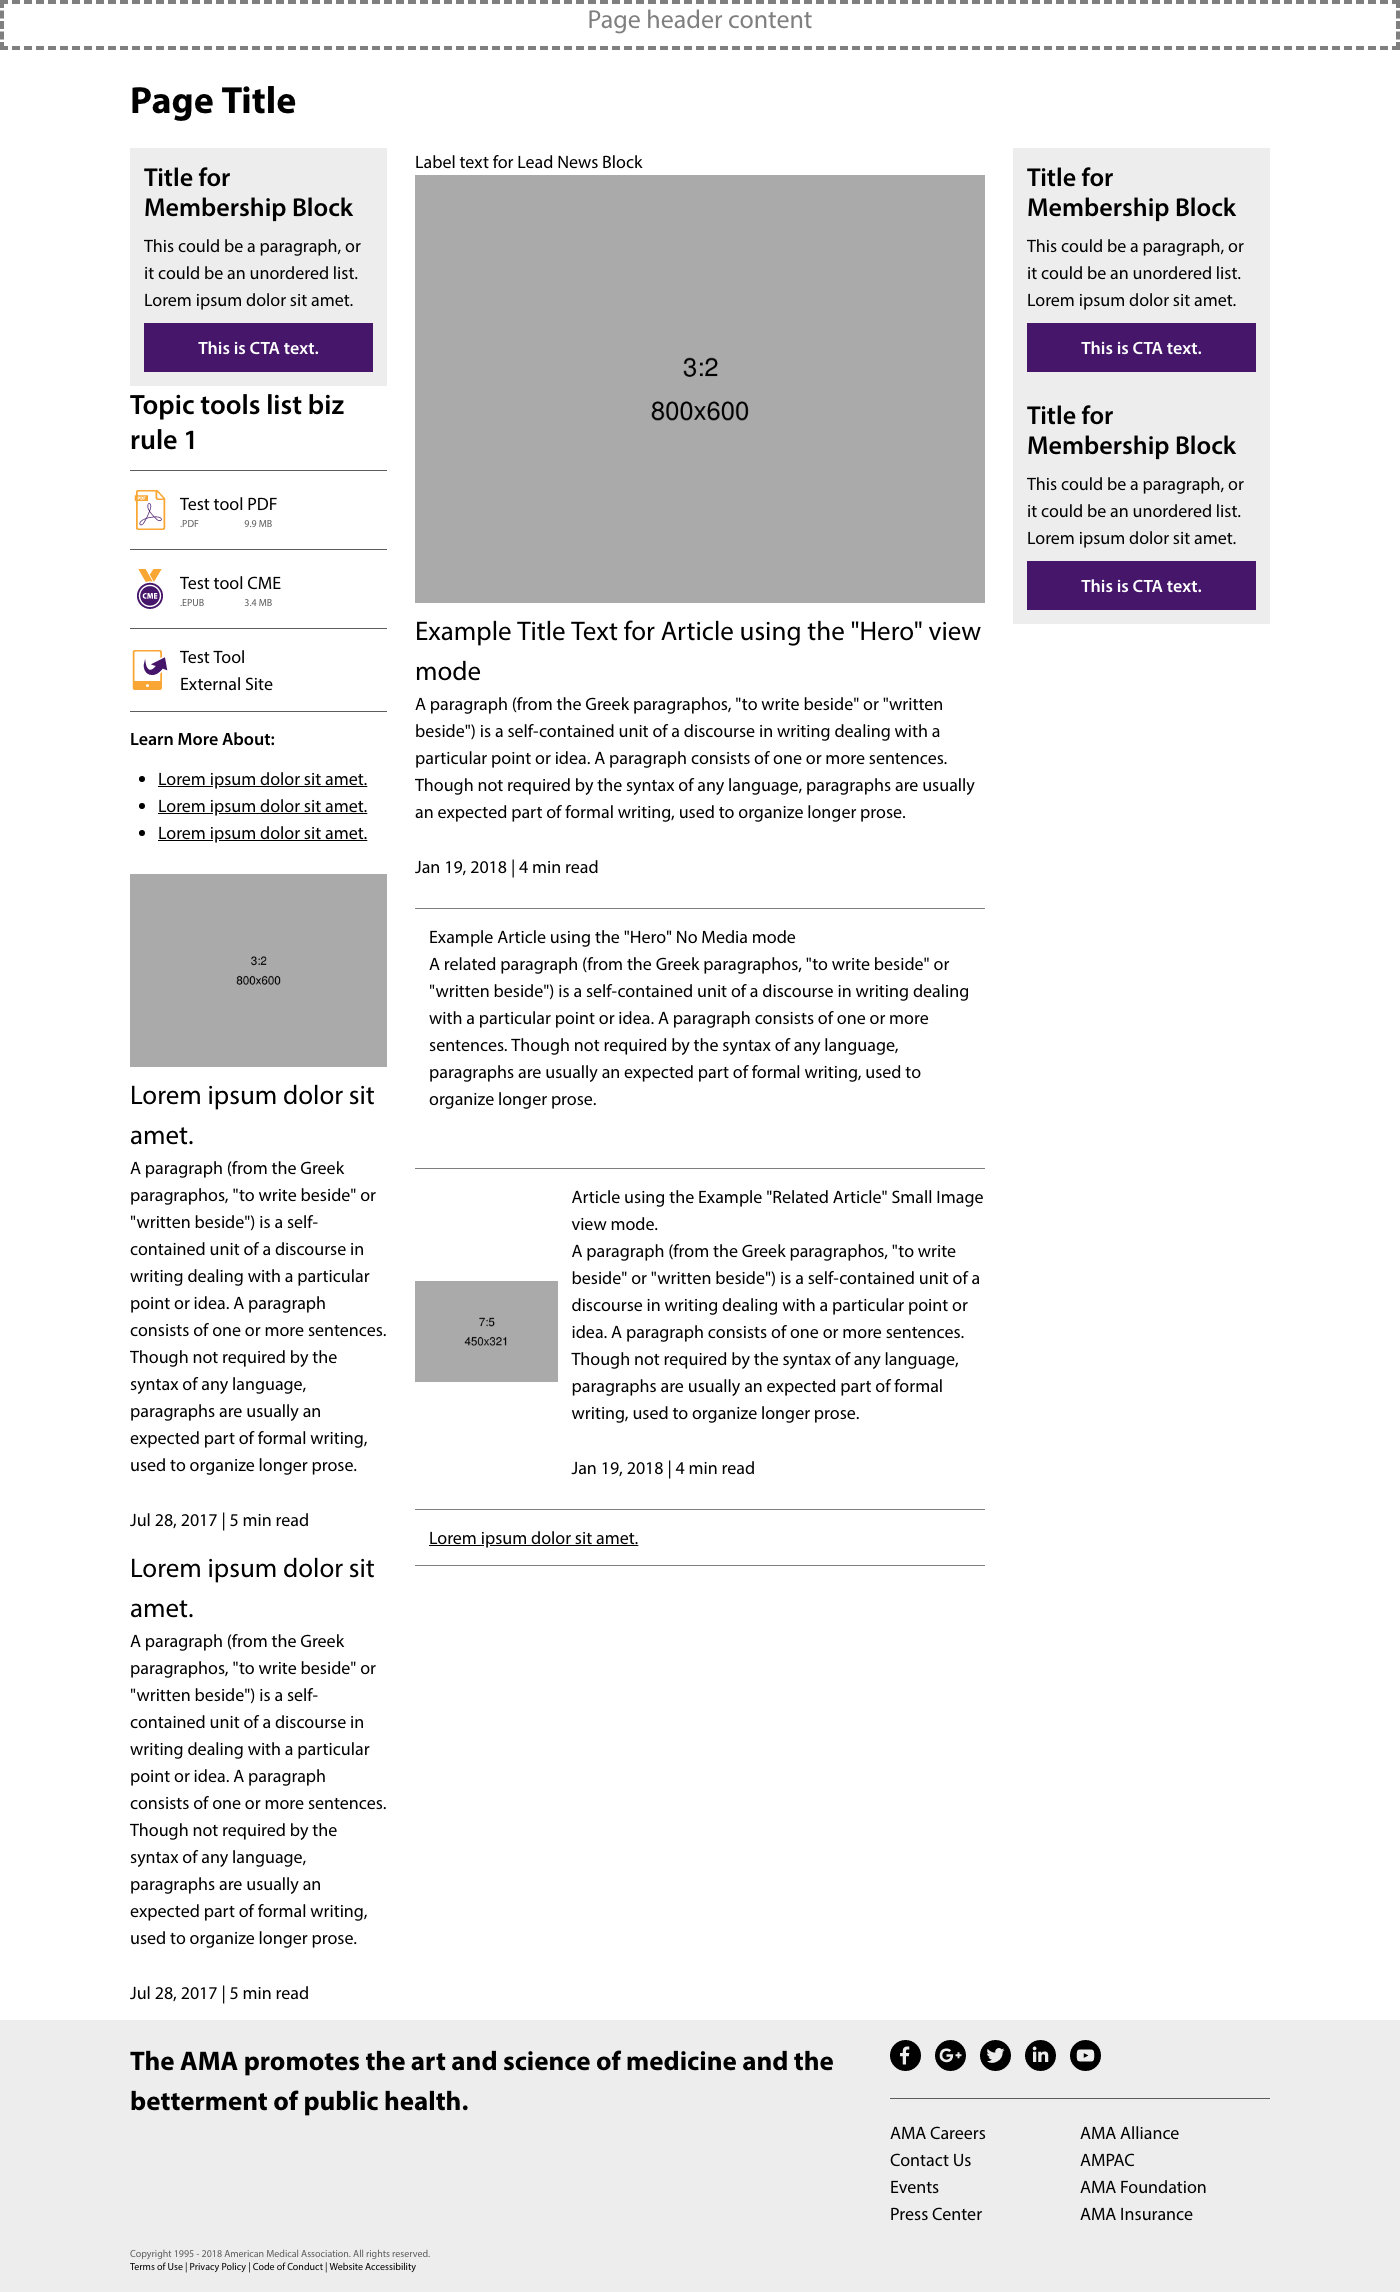 Page header content
Page Title
Title for
Membership Block
This could be a paragraph, or
it could be an unordered list.
Lorem ipsum dolor sit amet.
This is CTA text.
Topic tools list biz
rule 1
PDF
Test tool PDF
.PDF 9.9 MB
CME
Test tool CME
.EPUB 3.4 MB
Test Tool
External Site
Learn More About:
Lorem ipsum dolor sit amet.
Lorem ipsum dolor sit amet.
Lorem ipsum dolor sit amet.
3:2
800x600
Lorem ipsum dolor sit
amet.
A paragraph (from the Greek
paragraphos, "to write beside" or
"written beside") is a self-
contained unit of a discourse in
writing dealing with a particular
point or idea. A paragraph
consists of one or more sentences.
Though not required by the
syntax of any language,
paragraphs are usually an
expected part of formal writing,
used to organize longer prose.
Jul 28, 2017 | 5 min read
Lorem ipsum dolor sit
amet.
A paragraph (from the Greek
paragraphos, "to write beside" or
"written beside") is a self-
contained unit of a discourse in
writing dealing with a particular
point or idea. A paragraph
consists of one or more sentences.
Though not required by the
syntax of any language,
paragraphs are usually an
expected part of formal writing,
used to organize longer prose.
Jul 28, 2017 | 5 min read
Label text for Lead News Block
3:2
800x600
Example Title Text for Article using the "Hero" view
mode
A paragraph (from the Greek paragraphos, "to write beside" or "written
beside") is a self-contained unit of a discourse in writing dealing with a
particular point or idea. A paragraph consists of one or more sentences.
Though not required by the syntax of any language, paragraphs are usually
an expected part of formal writing, used to organize longer prose.
Jan 19, 2018 | 4 min read
Example Article using the "Hero" No Media mode
A related paragraph (from the Greek paragraphos, "to write beside" or
"written beside") is a self-contained unit of a discourse in writing dealing
with a particular point or idea. A paragraph consists of one or more
sentences. Though not required by the syntax of any language,
paragraphs are usually an expected part of formal writing, used to
organize longer prose.
7:5
450x321
Article using the Example "Related Article" Small Image
view mode.
A paragraph (from the Greek paragraphos, "to write
beside" or "written beside") is a self-contained unit of a
discourse in writing dealing with a particular point or
idea. A paragraph consists of one or more sentences.
Though not required by the syntax of any language,
paragraphs are usually an expected part of formal
writing, used to organize longer prose.
Jan 19, 2018 | 4 min read
Lorem ipsum dolor sit amet.
Title for
Membership Block
This could be a paragraph, or
it could be an unordered list.
Lorem ipsum dolor sit amet.
This is CTA text.
Title for
Membership Block
This could be a paragraph, or
it could be an unordered list.
Lorem ipsum dolor sit amet.
This is CTA text.
The AMA promotes the art and science of medicine and the
betterment of public health.
AMA Careers
Contact Us
Events
Press Center
AMA Alliance
AMPAC
AMA Foundation
AMA Insurance
Copyright 1995 - 2018 American Medical Association. All rights reserved.
Terms of Use | Privacy Policy | Code of Conduct | Website Accessibility